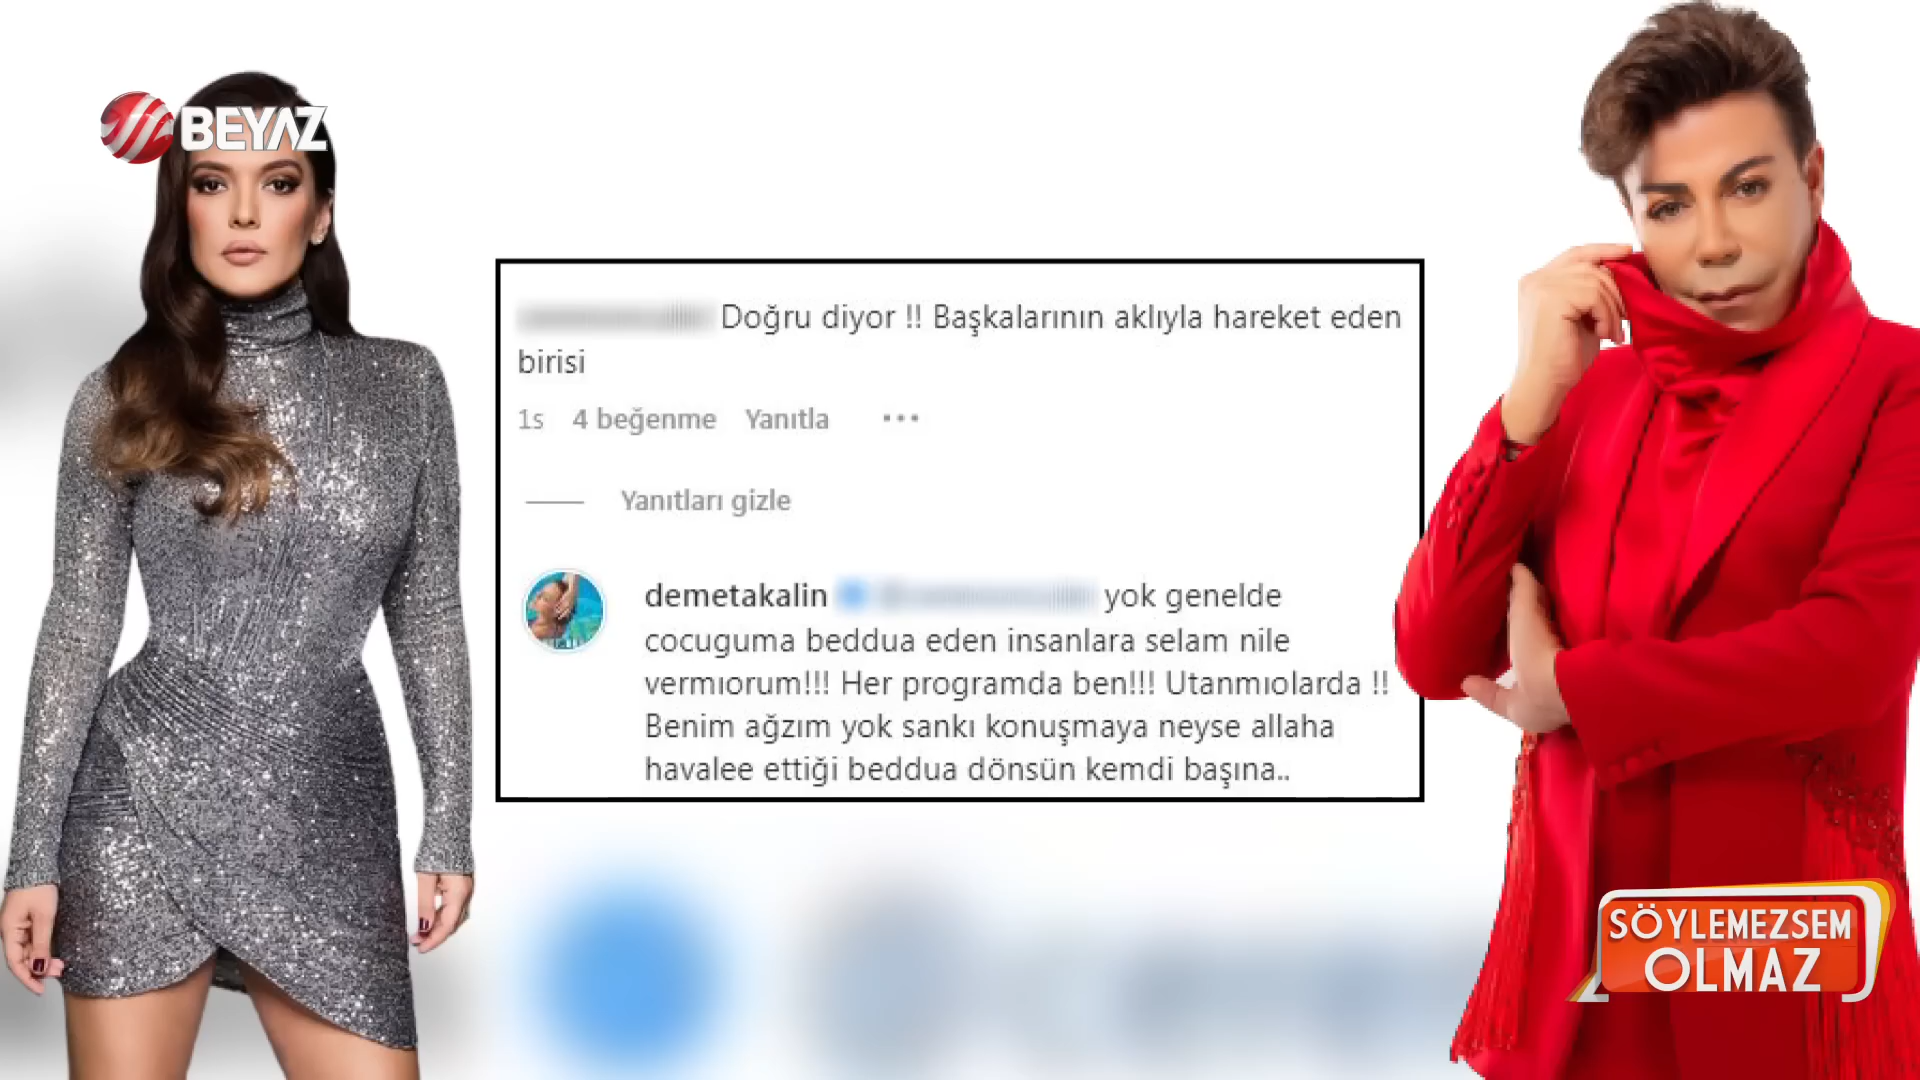 BEYAZ
Doğru diyor !! Başkalarının aklıyla hareket eden
birisi
1s 4 beğenme Yanıtla ...
Yanıtları gizle
demetakalin yok genelde
cocuguma beddua eden insanlara selam nile
vermıorum!!! Her programda ben!!! Utanmıolarda !!
Benim ağzım yok sankı konuşmaya neyse allaha
havalee ettiği beddua dönsün kemdi başına..
SÖYLEMEZSEM
OLMAZ